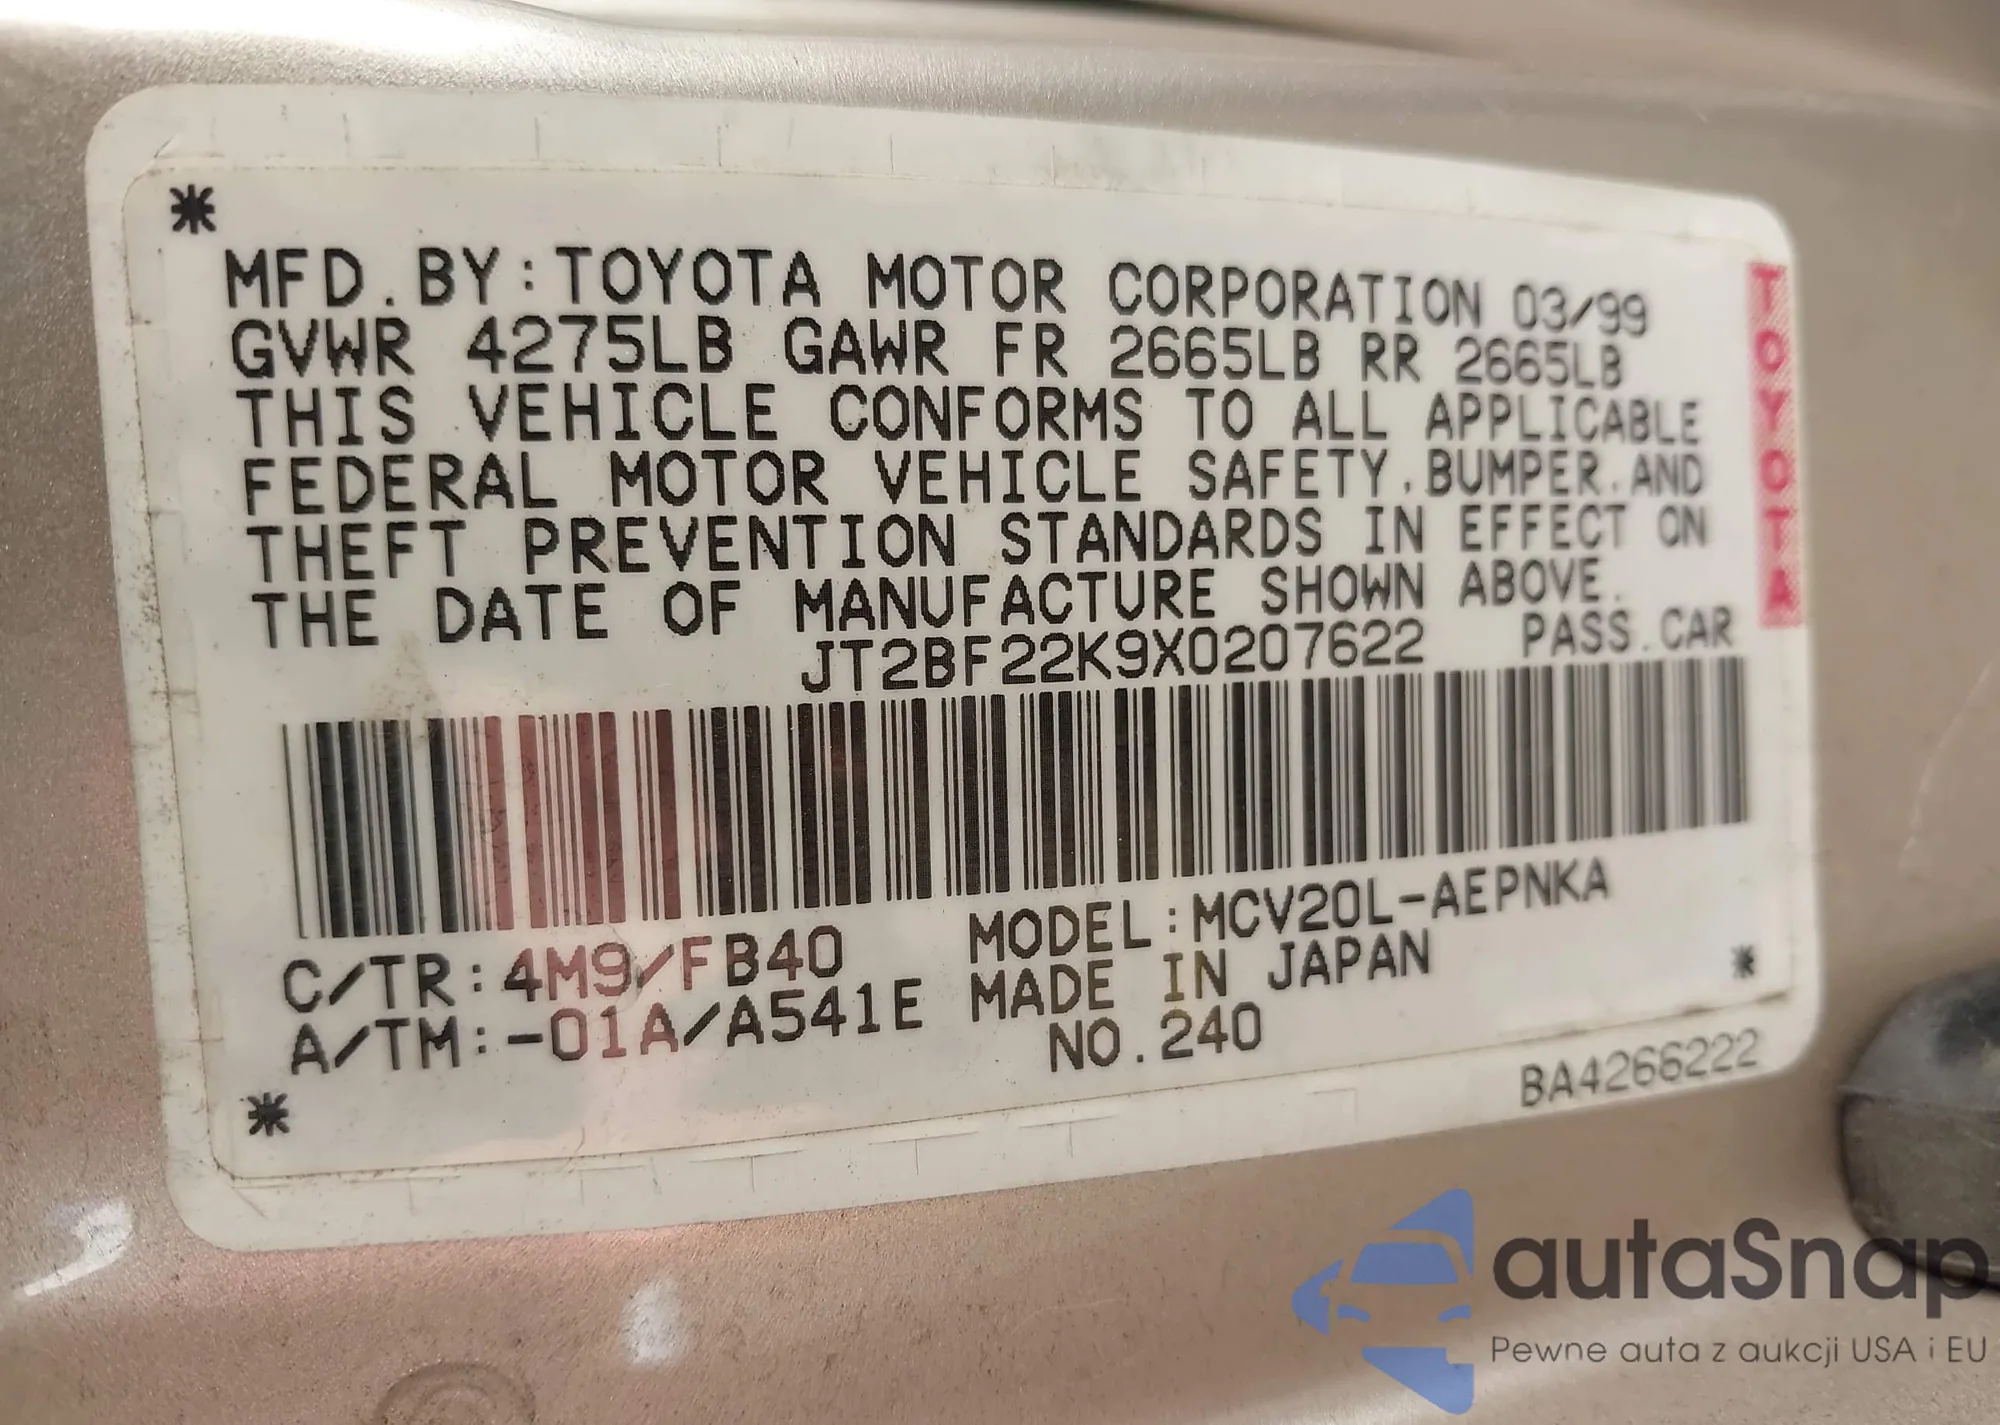 MFD. BY: TOYOTA MOTOR CORPORATION 03/99
GVWR 4275LB GAWR FR 2665LB RR 2665LB
THIS VEHICLE CONFORMS TO ALL APPLICABLE
FEDERAL MOTOR VEHICLE SAFETY, BUMPER, AND
THEFT PREVENTION STANDARDS IN EFFECT ON
THE DATE OF MANUFACTURE SHOWN ABOVE.
JT2BF22K9X0207622 PASS. CAR
C/TR: 4M9/FB40 MODEL: MCV20L-AEPNKA
A/TM: -01A/A541E MADE IN JAPAN
NO. 240
BA4266222
TOYOTA
autaSnap
Pewne auta z aukcji USA i EU